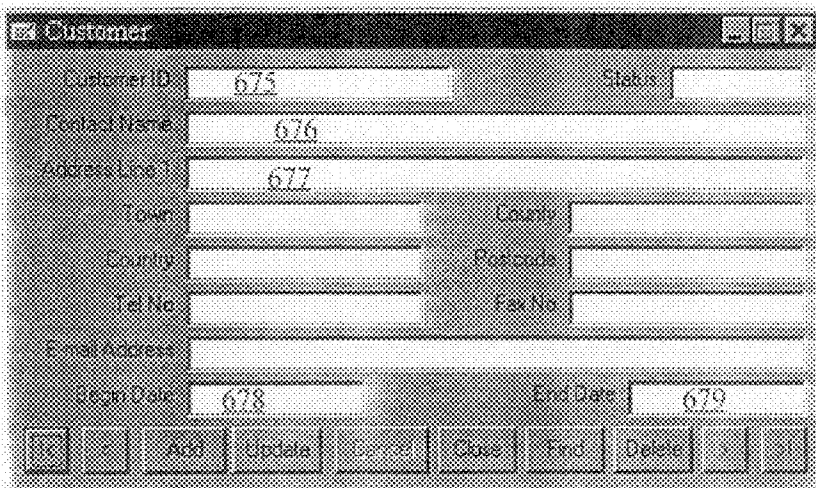 Customer
Customer ID 675 Status
Contact Name 676
Address Line 1 677
Town County
Country Postcode
Tel No Fax No
E-mail Address
Begin Date 678 End Date 679
|< < Add Update Cancel Close Find Delete > >|